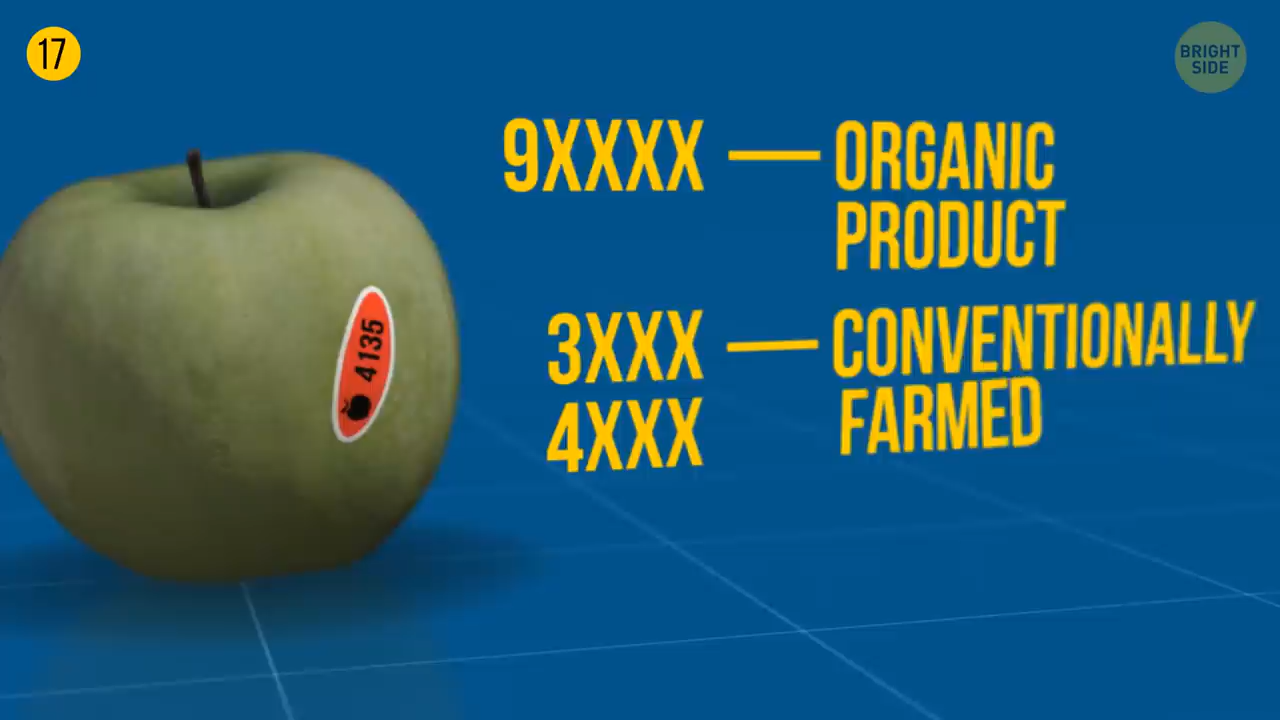 17
BRIGHT
SIDE
9XXXX — ORGANIC
PRODUCT
3XXX — CONVENTIONALLY
4XXX FARMED
4135